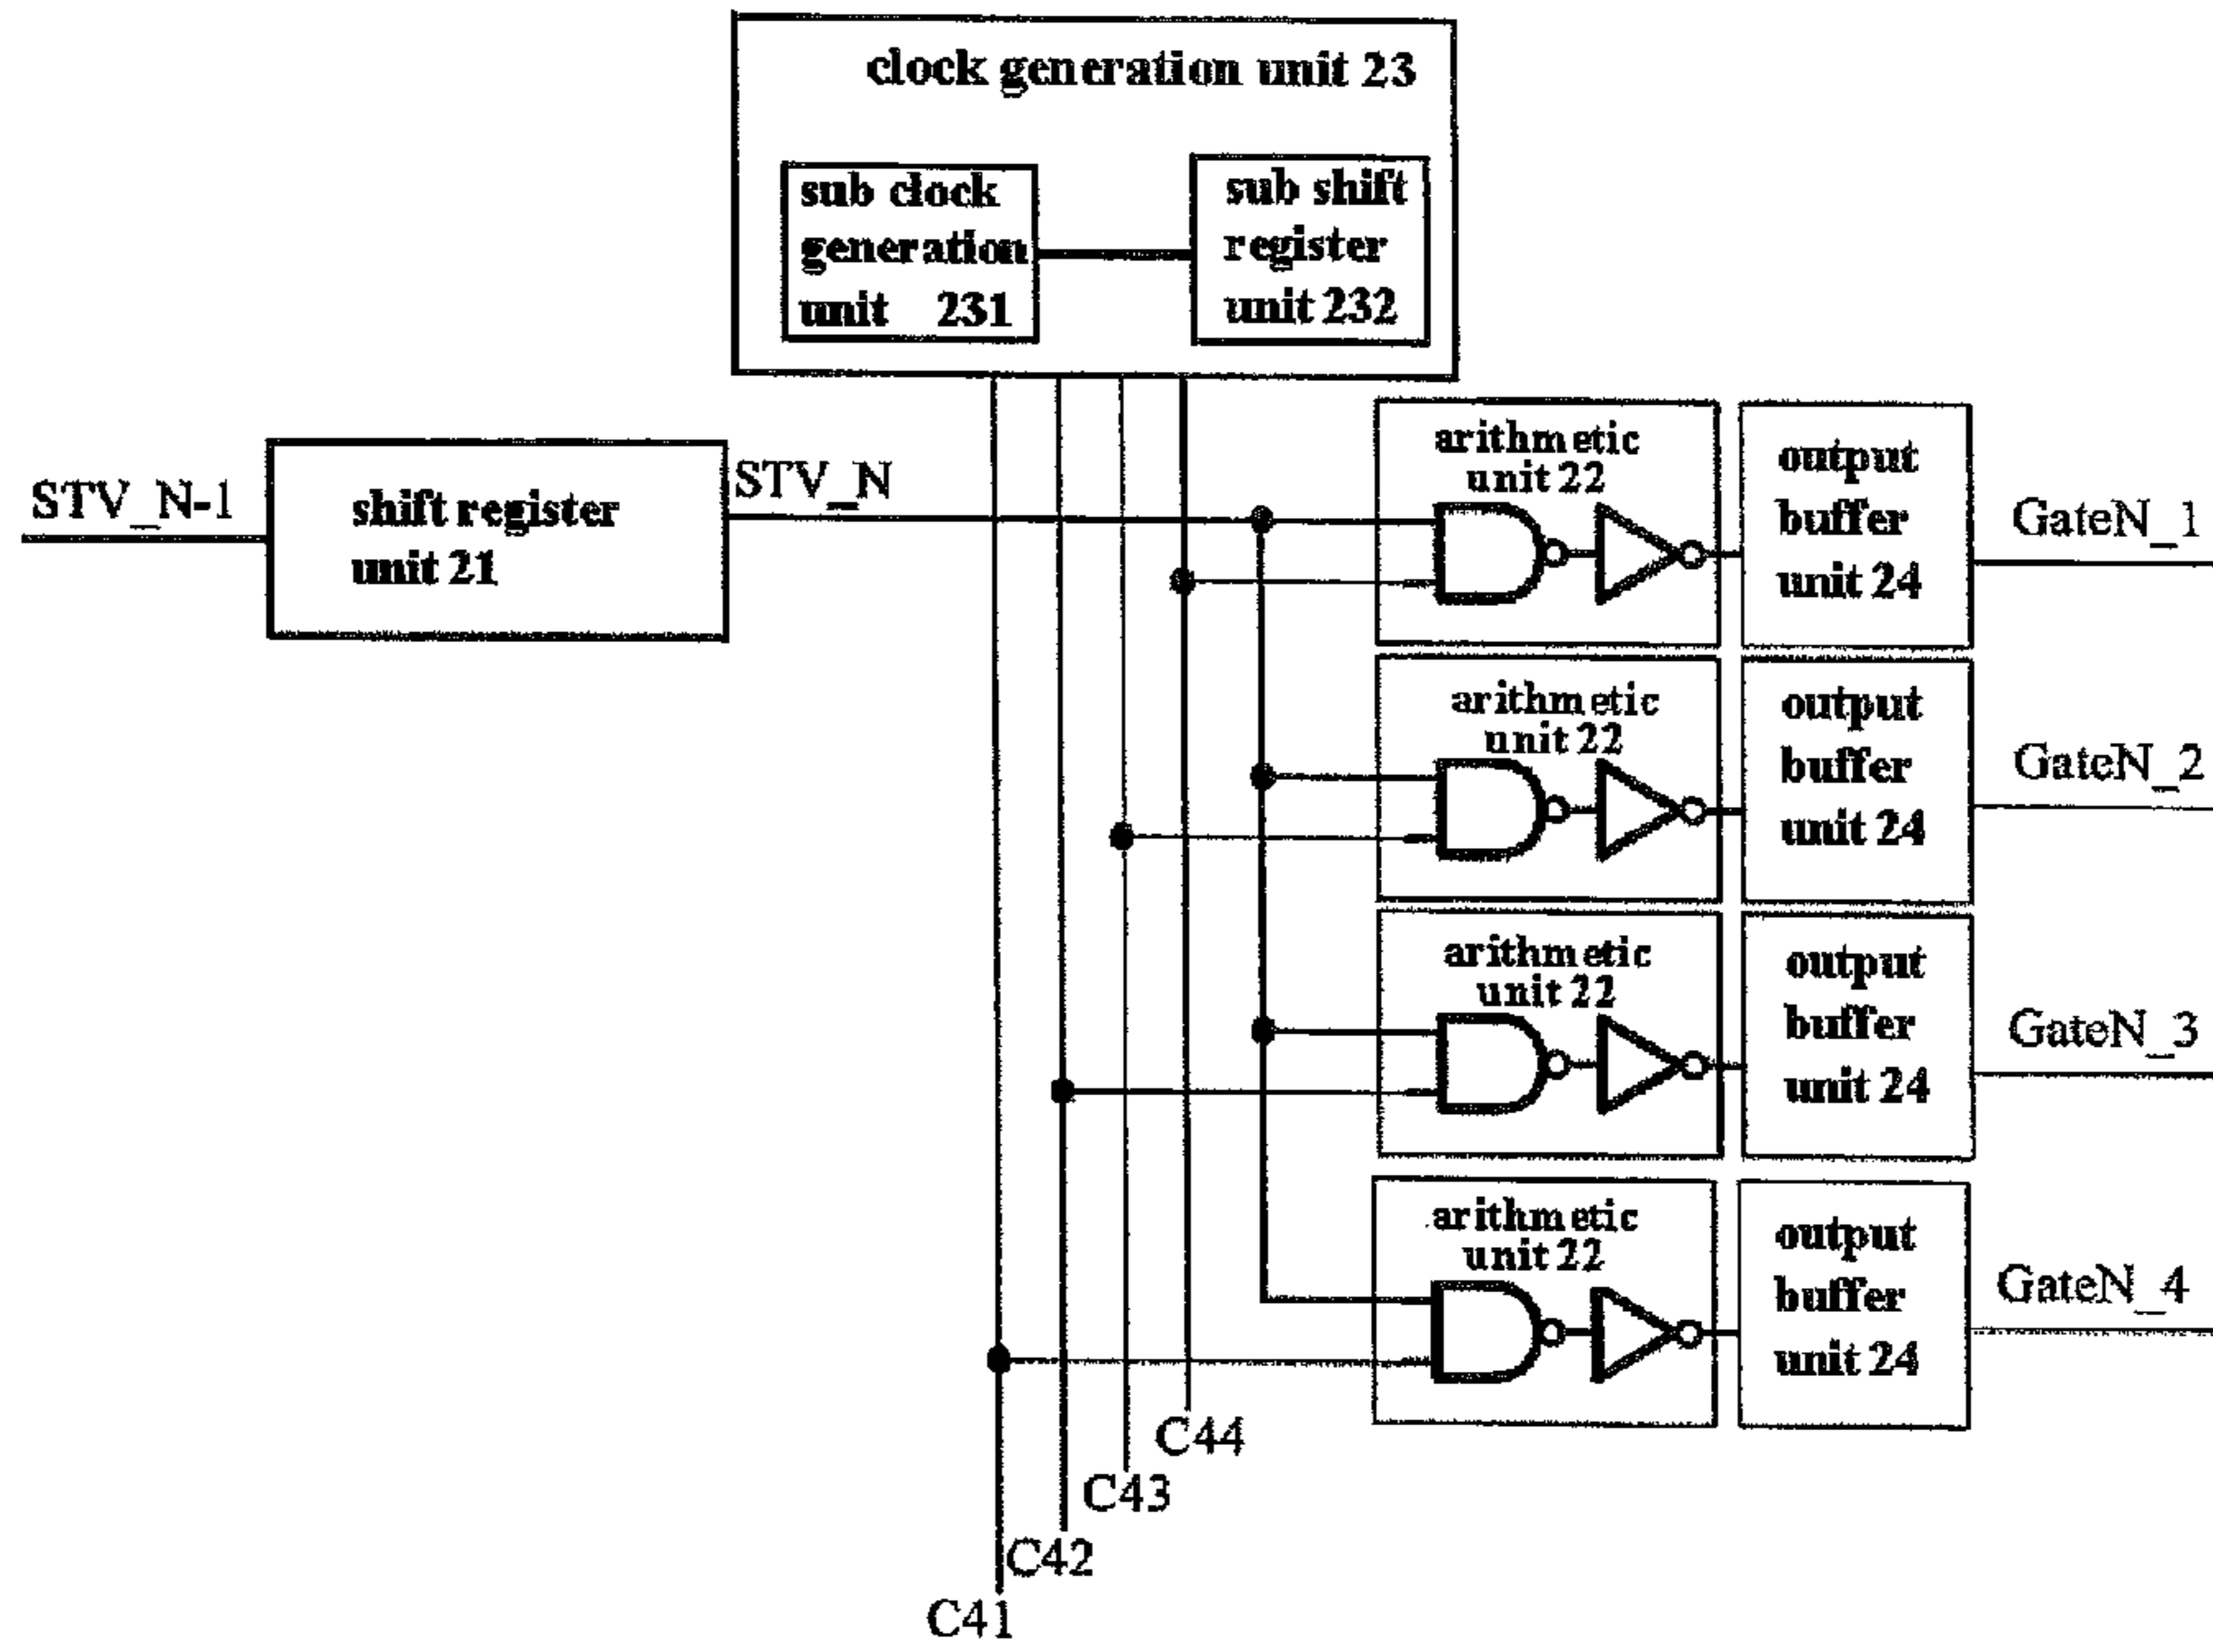 clock generation unit 23
sub clock
generation
unit 231
sub shift
register
unit 232
STV_N-1
shift register
unit 21
STV_N
arithmetic
unit 22
output
buffer
unit 24
GateN_1
arithmetic
unit 22
output
buffer
unit 24
GateN_2
arithmetic
unit 22
output
buffer
unit 24
GateN_3
arithmetic
unit 22
output
buffer
unit 24
GateN_4
C44
C43
C42
C41